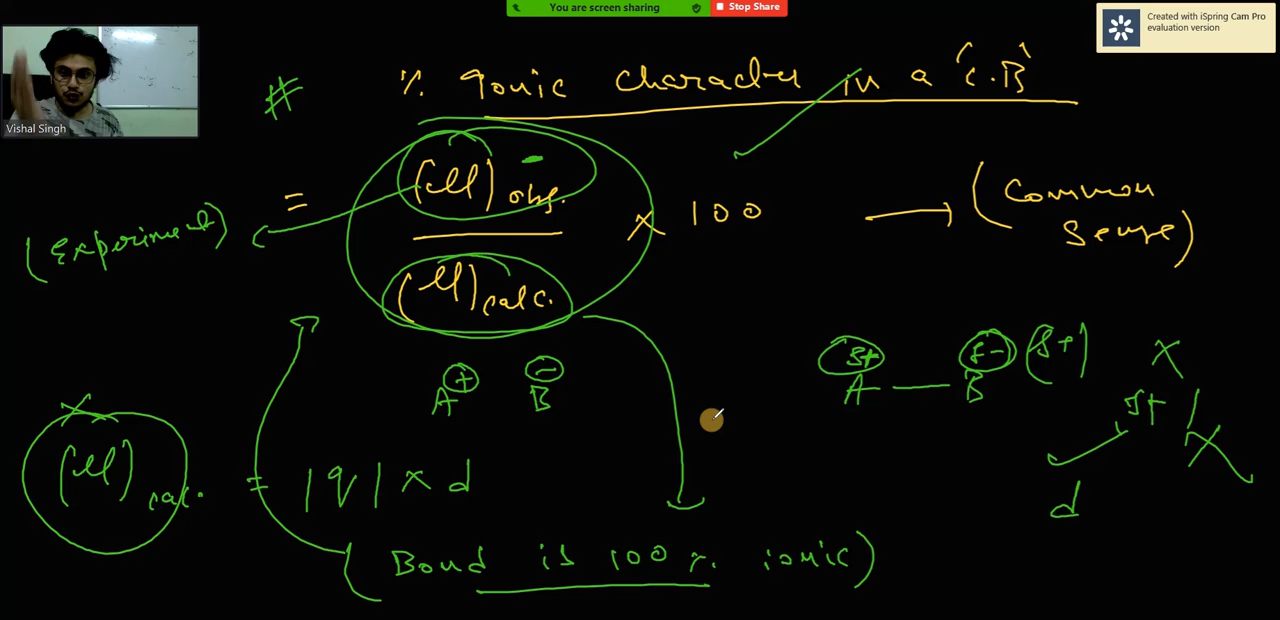 You are screen sharing
Stop Share
Created with iSpring Cam Pro
evaluation version
Vishal Singh
# % Ionic character in a 'C.B'
= (μ) obs. / (μ) calc. × 100 → (Common Sense)
(Experiment)
A⊕ B⊖
δ+ δ- (δ+) X
A — B
δ+ / X
d
(μ) cal. = |q| × d
(Bond is 100 % ionic)